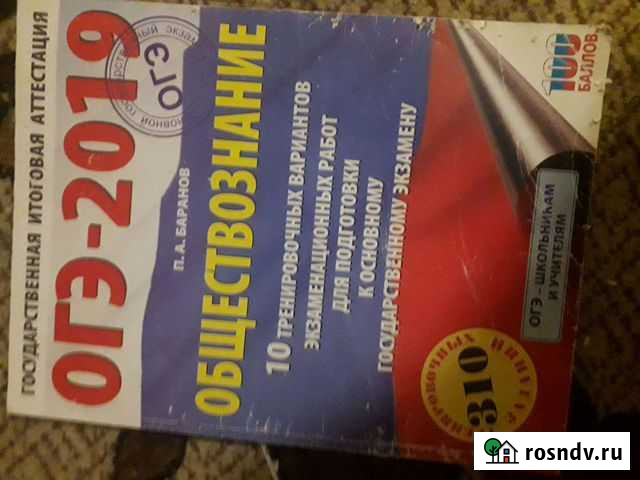 ГОСУДАРСТВЕННАЯ ИТОГОВАЯ АТТЕСТАЦИЯ
ОГЭ-2019
ОГЭ
П.А. БАРАНОВ
ОБЩЕСТВОЗНАНИЕ
10 ТРЕНИРОВОЧНЫХ ВАРИАНТОВ
ЭКЗАМЕНАЦИОННЫХ РАБОТ
ДЛЯ ПОДГОТОВКИ
К ОСНОВНОМУ
ГОСУДАРСТВЕННОМУ ЭКЗАМЕНУ
100
БАЛЛОВ
ОГЭ - ШКОЛЬНИКАМ
И УЧИТЕЛЯМ
310
rosndv.ru